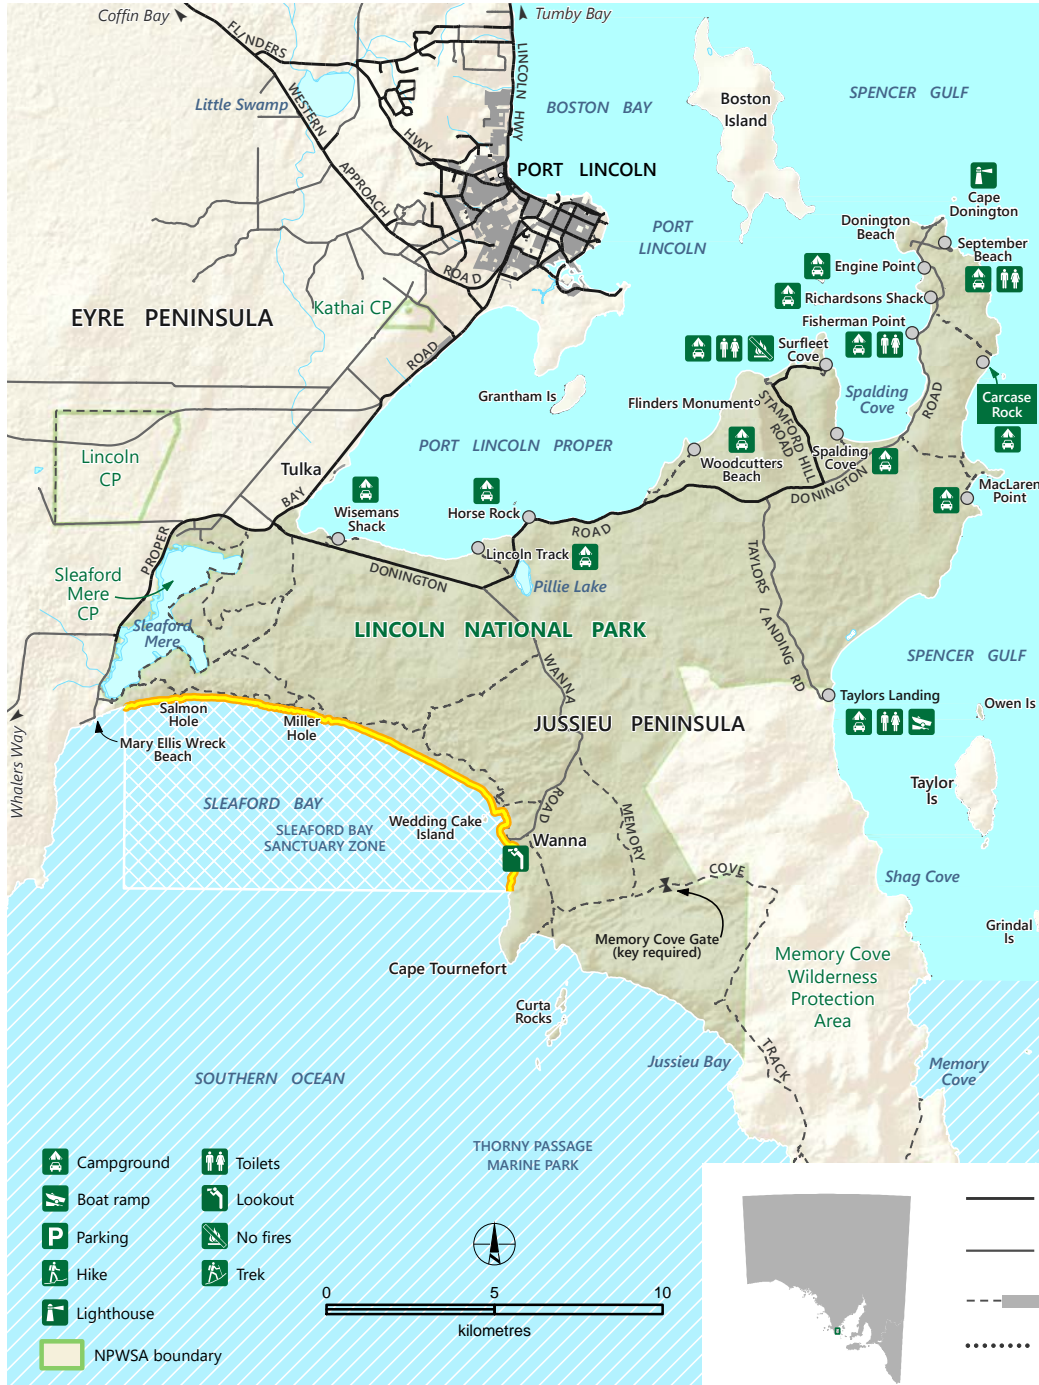 Coffin Bay
Tumby Bay
FLINDERS
HWY
LINCOLN HWY
Little Swamp
WESTERN
APPROACH
ROAD
BOSTON BAY
Boston
Island
SPENCER GULF
PORT LINCOLN
PORT
LINCOLN
Cape
Donington
Donington
Beach
September
Beach
Engine Point
Richardsons Shack
Fisherman Point
Kathai CP
EYRE PENINSULA
ROAD
Surfleet
Cove
Spalding
Cove
ROAD
Carcase
Rock
Grantham Is
Flinders Monument
STAMFORD HILL
ROAD
PORT LINCOLN PROPER
Lincoln
CP
Tulka
BAY
Woodcutters
Beach
Spalding
Cove
DONINGTON
MacLaren
Point
Wisemans
Shack
Horse Rock
ROAD
PROPER
Lincoln Track
DONINGTON
Pillie Lake
TAYLORS LANDING RD
Sleaford
Mere
CP
Sleaford
Mere
LINCOLN NATIONAL PARK
WANNA
SPENCER GULF
Taylors Landing
Owen Is
Salmon
Hole
Miller
Hole
JUSSIEU PENINSULA
Mary Ellis Wreck
Beach
Whalers Way
Taylor
Is
SLEAFORD BAY
SLEAFORD BAY
SANCTUARY ZONE
Wedding Cake
Island
ROAD
Wanna
MEMORY
COVE
Shag Cove
Grindal
Is
Memory Cove Gate
(key required)
Memory Cove
Wilderness
Protection
Area
Cape Tournefort
Curta
Rocks
Jussieu Bay
TRACK
Memory
Cove
SOUTHERN OCEAN
THORNY PASSAGE
MARINE PARK
Campground
Toilets
Boat ramp
Lookout
P
Parking
No fires
Hike
Trek
Lighthouse
NPWSA boundary
0
5
10
kilometres